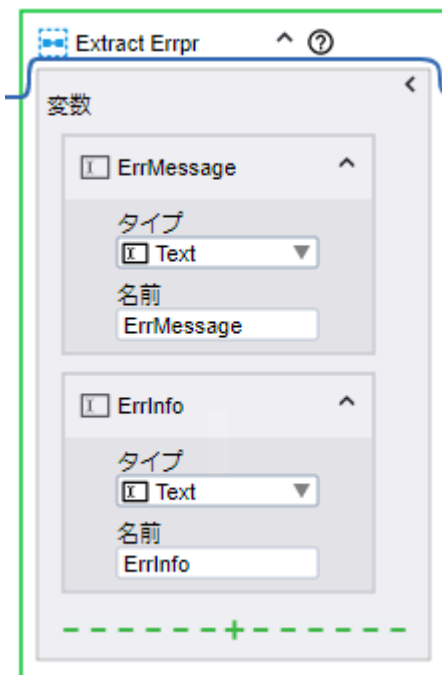 Extract Errpr
変数
ErrMessage
タイプ
Text
名前
ErrMessage
ErrInfo
タイプ
Text
名前
ErrInfo